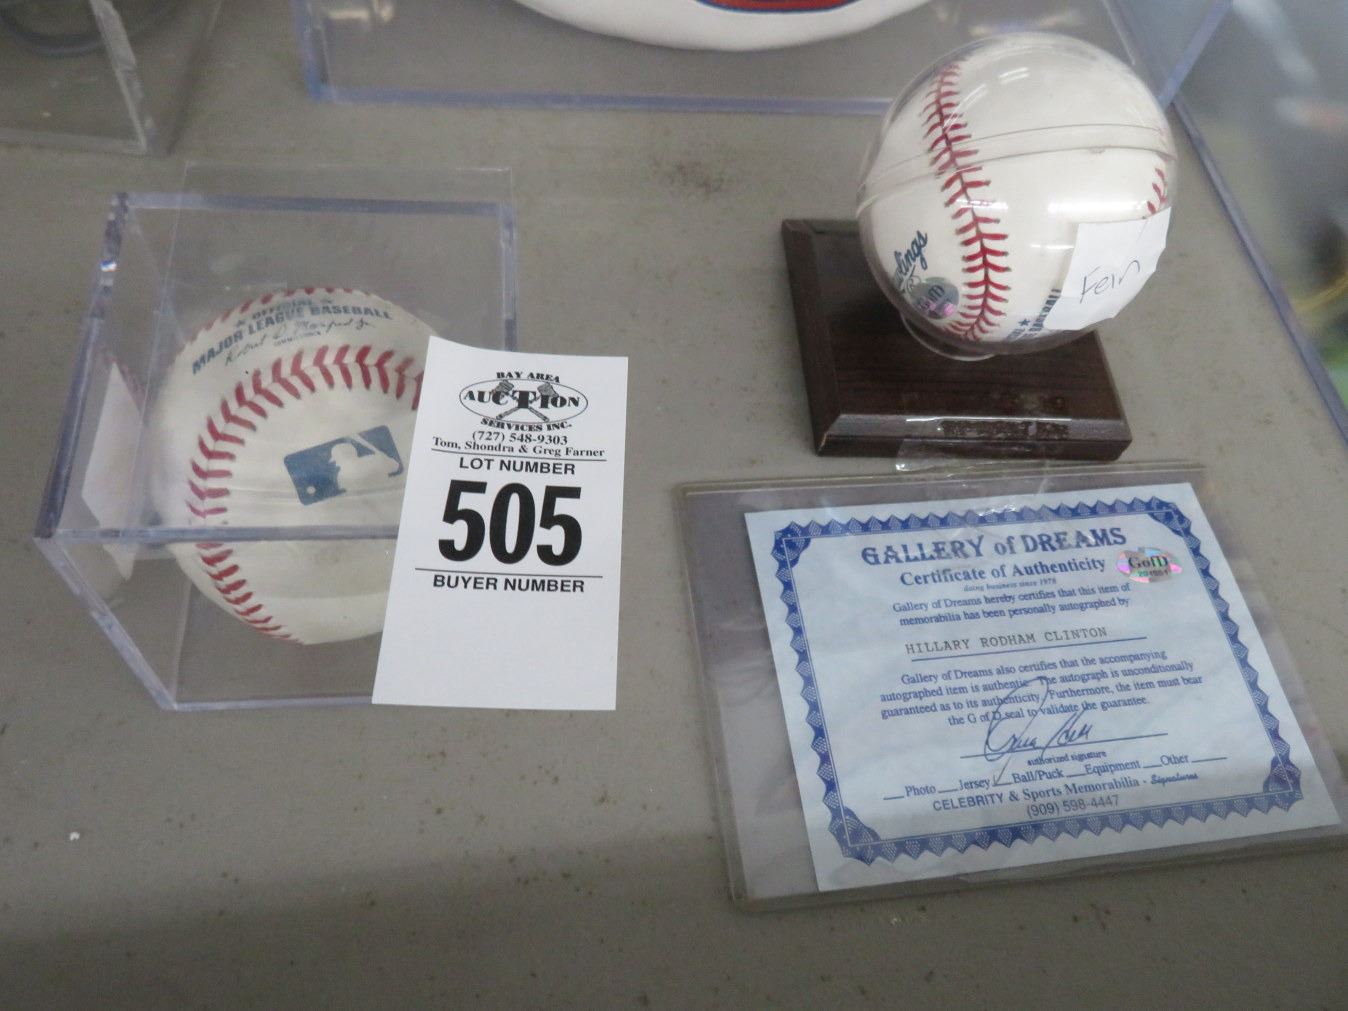 OFFICIAL
MAJOR LEAGUE BASEBALL
BAY AREA
AUCTION
SERVICES INC.
(727) 548-9303
Tom, Shondra & Greg Farner
LOT NUMBER
505
BUYER NUMBER
GofD
Fein
GALLERY of DREAMS
Certificate of Authenticity
doing business since 1978
Gallery of Dreams hereby certifies that this item of
memorabilia has been personally autographed by
HILLARY RODHAM CLINTON
Gallery of Dreams also certifies that the accompanying
autographed item is authentic. The autograph is unconditionally
guaranteed as to its authenticity. Furthermore, the item must bear
the G of D seal to validate the guarantee.
authorized signature
Photo Jersey Ball/Puck Equipment Other
CELEBRITY & Sports Memorabilia - Signatures
(909) 598-4447
GofD